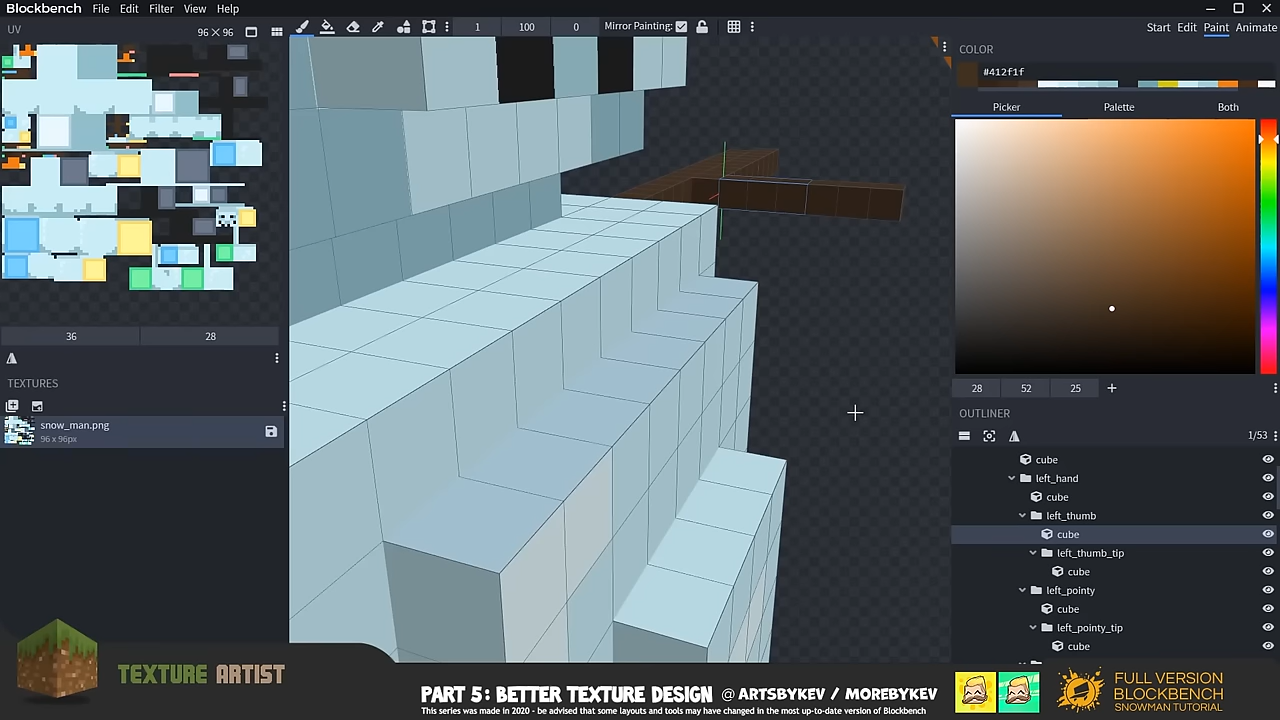 Blockbench File Edit Filter View Help
UV 96 × 96 1 100 0 Mirror Painting: Start Edit Paint Animate
COLOR
#412f1f
Picker Palette Both
36 28
TEXTURES
snow_man.png
96 x 96px
28 52 25
OUTLINER
1/53
cube
left_hand
cube
left_thumb
cube
left_thumb_tip
cube
left_pointy
cube
left_pointy_tip
cube
TEXTURE ARTIST
PART 5: BETTER TEXTURE DESIGN @ARTSBYKEV / MOREBYKEV
This series was made in 2020 - be advised that some layouts and tools may have changed in the most up-to-date version of Blockbench
FULL VERSION
BLOCKBENCH
SNOWMAN TUTORIAL